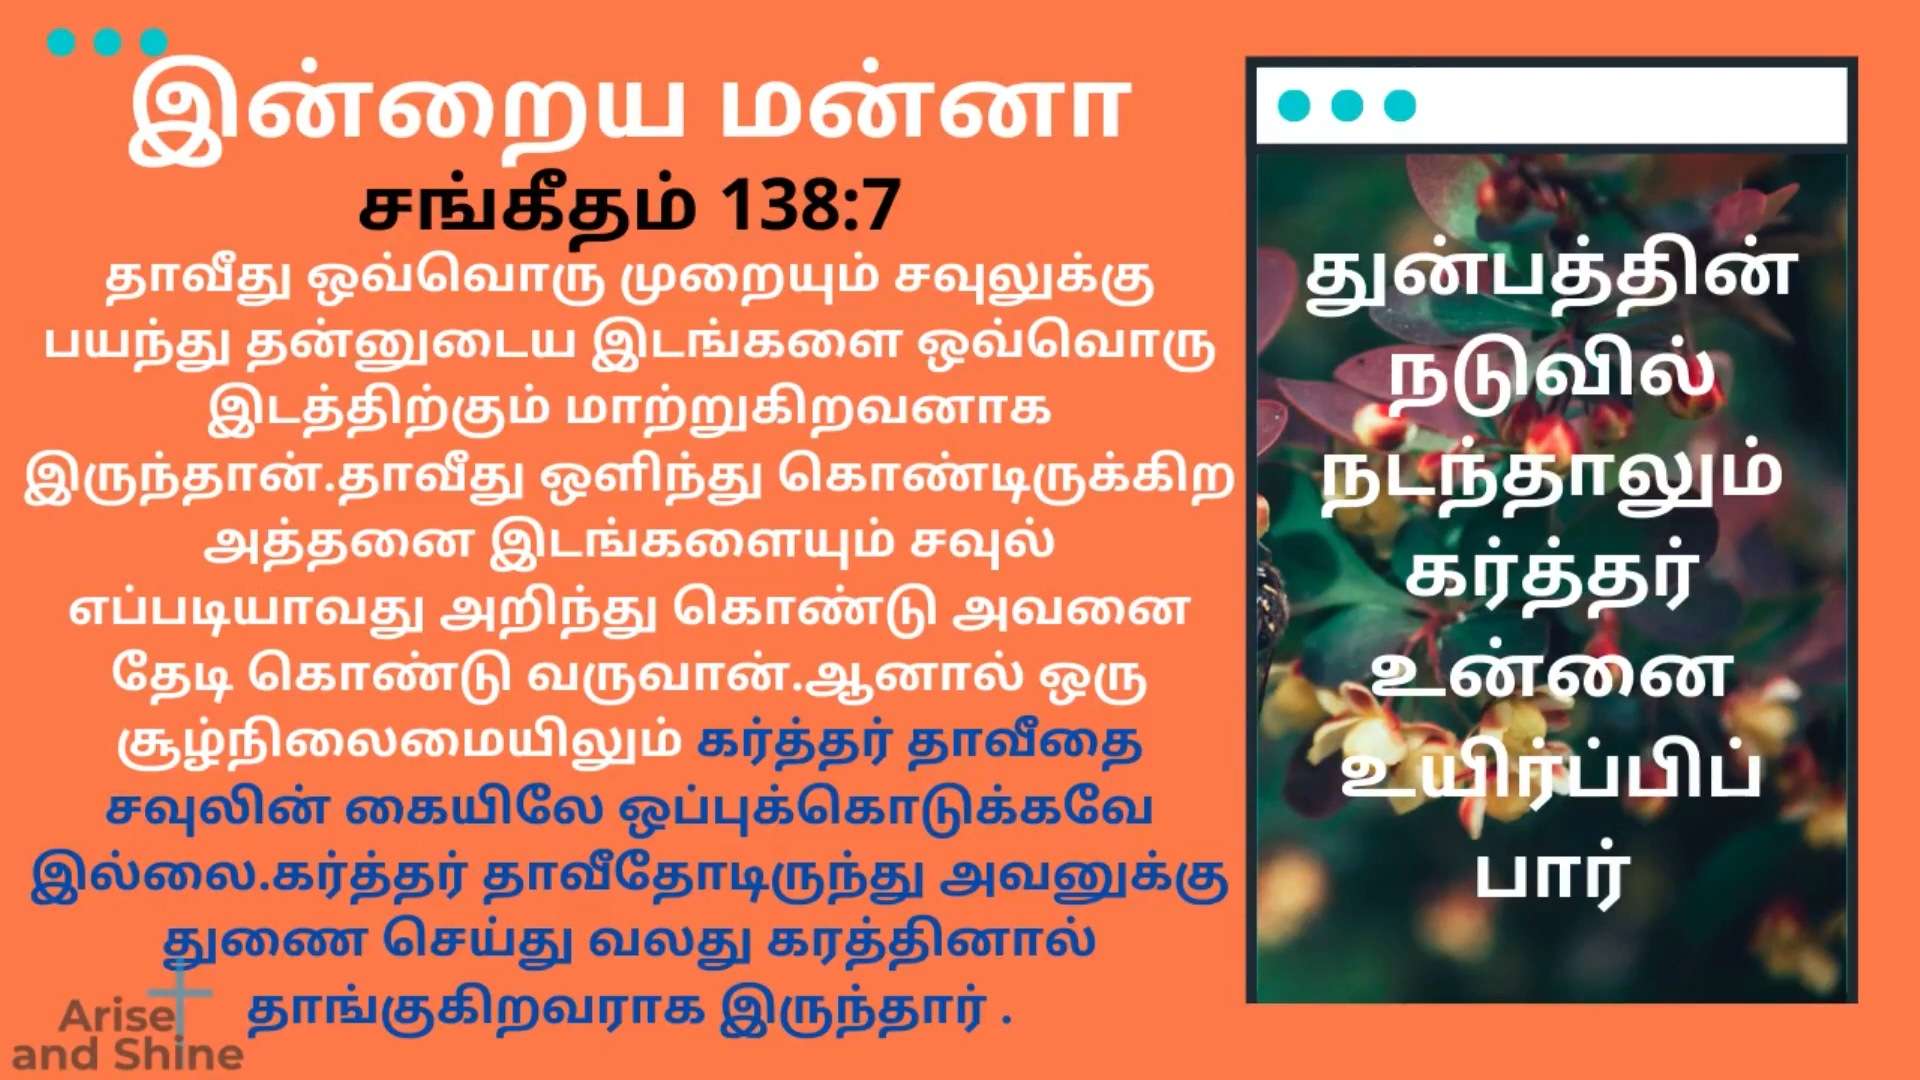 இன்றைய மன்னா
சங்கீதம் 138:7
தாவீது ஒவ்வொரு முறையும் சவுலுக்கு
பயந்து தன்னுடைய இடங்களை ஒவ்வொரு
இடத்திற்கும் மாற்றுகிறவனாக
இருந்தான்.தாவீது ஒளிந்து கொண்டிருக்கிற
அத்தனை இடங்களையும் சவுல்
எப்படியாவது அறிந்து கொண்டு அவனை
தேடி கொண்டு வருவான்.ஆனால் ஒரு
சூழ்நிலைமையிலும் கர்த்தர் தாவீதை
சவுலின் கையிலே ஒப்புக்கொடுக்கவே
இல்லை.கர்த்தர் தாவீதோடிருந்து அவனுக்கு
துணை செய்து வலது கரத்தினால்
தாங்குகிறவராக இருந்தார் .
Arise
and Shine
துன்பத்தின்
நடுவில்
நடந்தாலும்
கர்த்தர்
உன்னை
உயிர்ப்பிப்
பார்